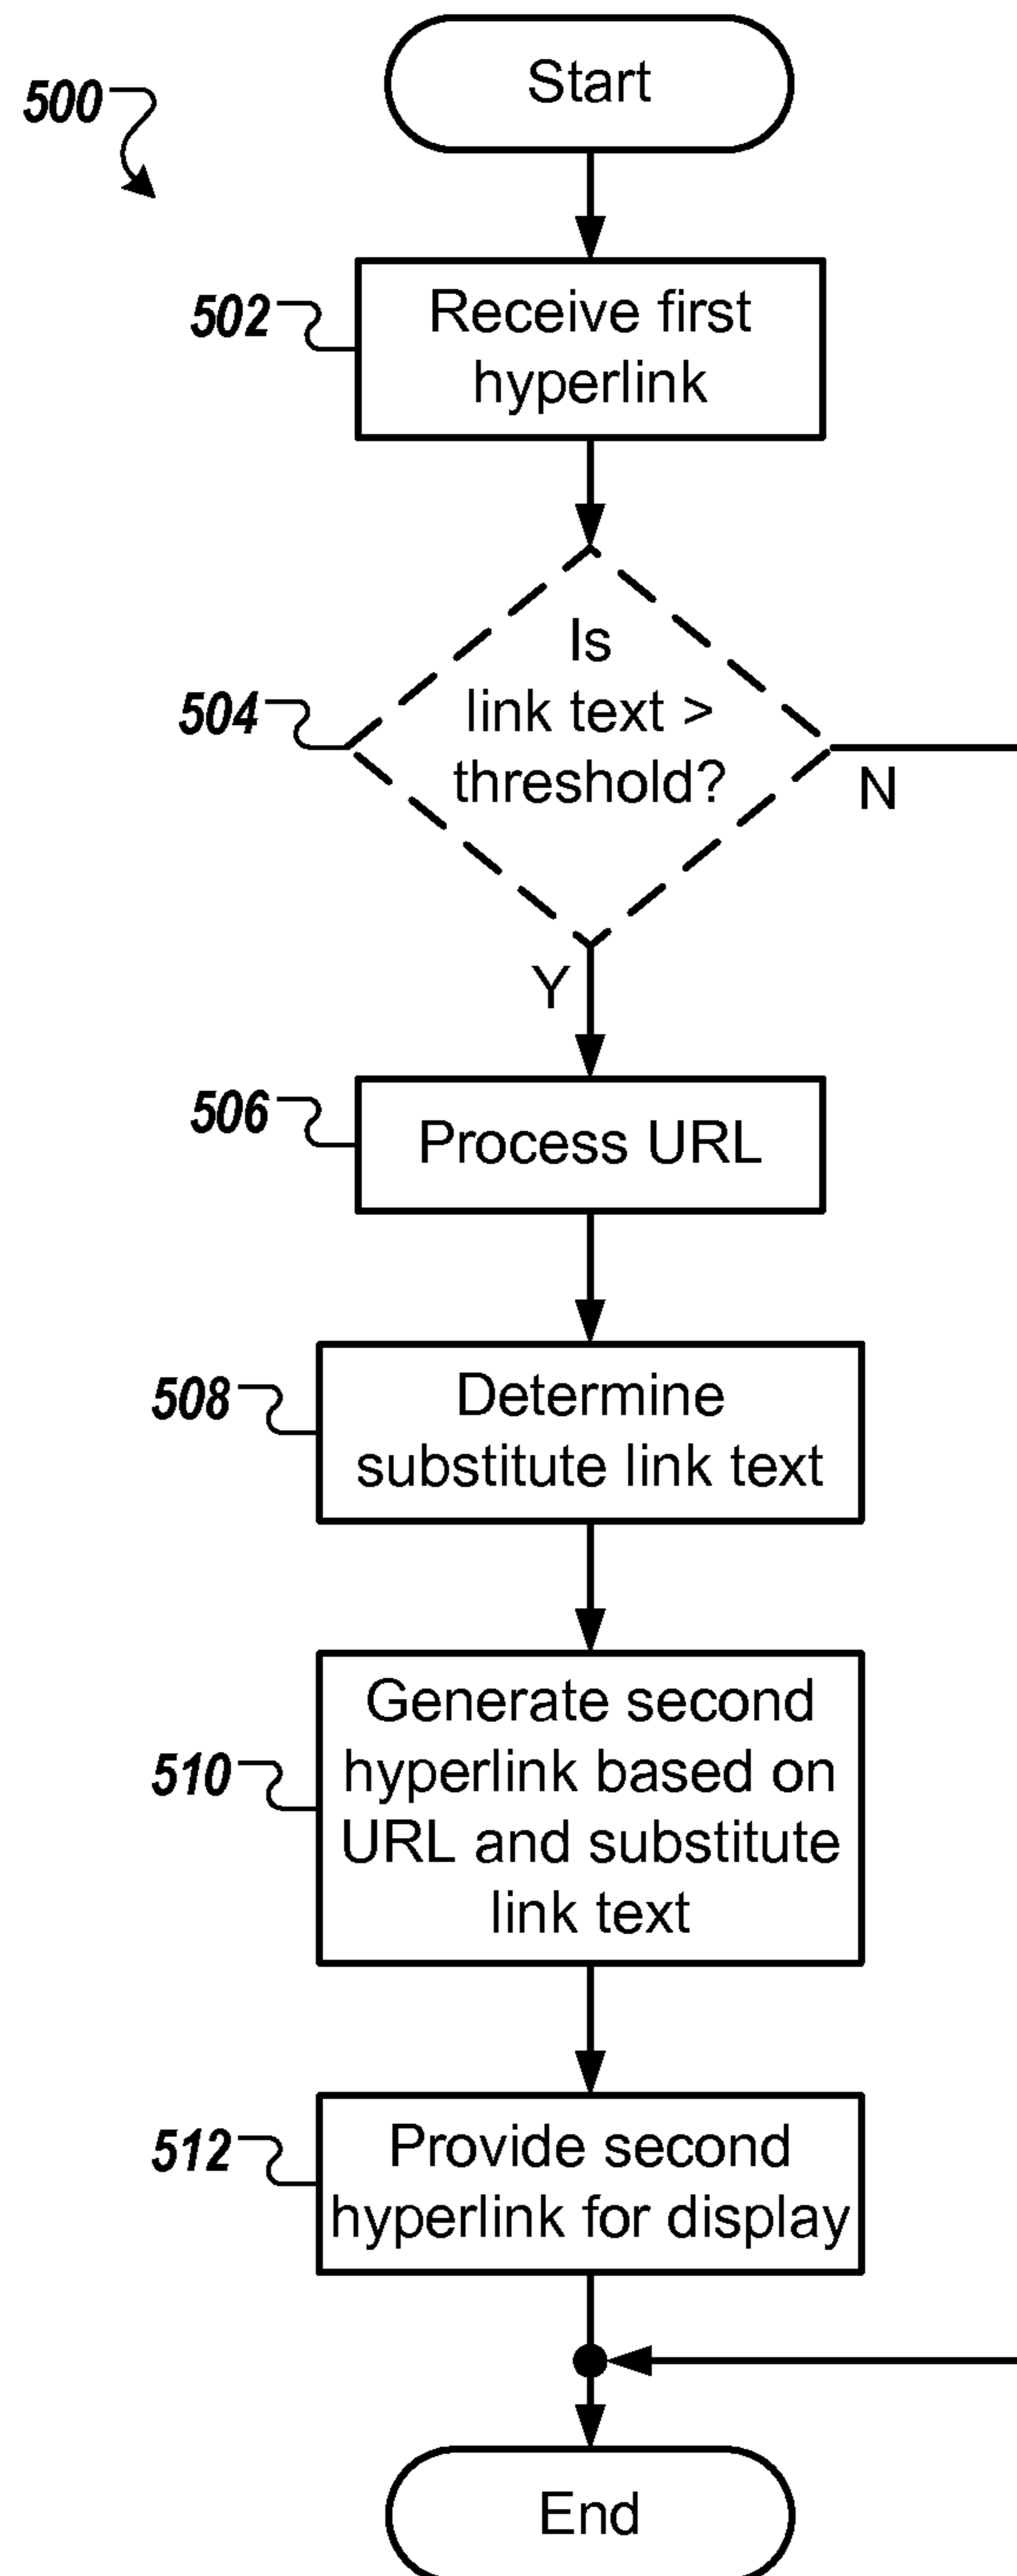 Start
500
502
Receive first
hyperlink
Is
link text >
threshold?
504
N
Y
506
Process URL
508
Determine
substitute link text
510
Generate second
hyperlink based on
URL and substitute
link text
512
Provide second
hyperlink for display
End